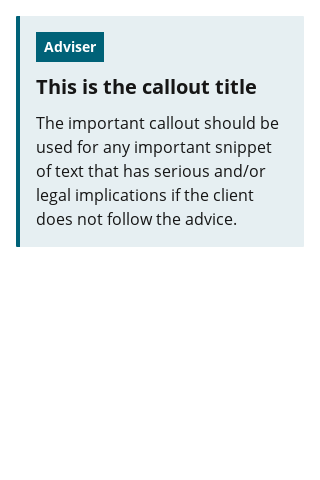 Adviser
This is the callout title
The important callout should be
used for any important snippet
of text that has serious and/or
legal implications if the client
does not follow the advice.